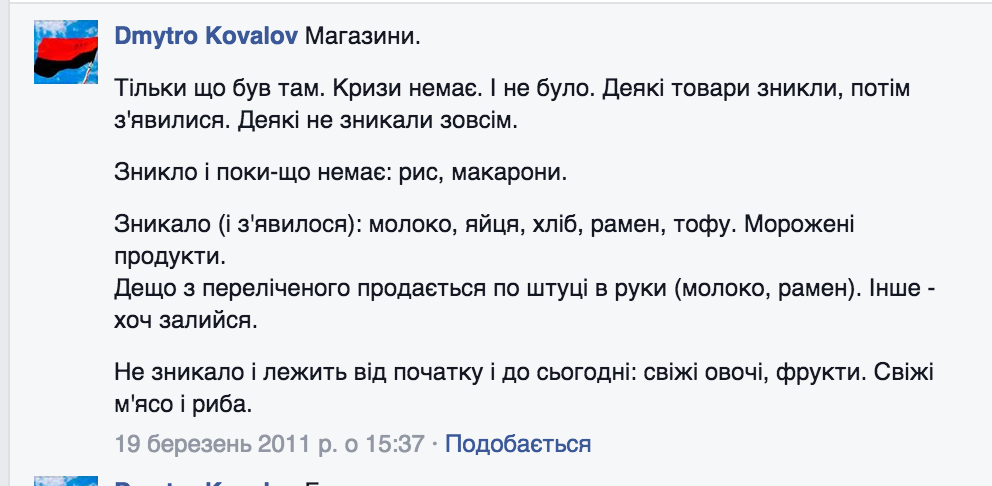 Dmytro Kovalov Магазини.
Тільки що був там. Кризи немає. І не було. Деякі товари зникли, потім
з'явилися. Деякі не зникали зовсім.
Зникло і поки-що немає: рис, макарони.
Зникало (і з'явилося): молоко, яйця, хліб, рамен, тофу. Морожені
продукти.
Дещо з переліченого продається по штуці в руки (молоко, рамен). Інше -
хоч залийся.
Не зникало і лежить від початку і до сьогодні: свіжі овочі, фрукти. Свіжі
м'ясо і риба.
19 березень 2011 р. о 15:37 · Подобається